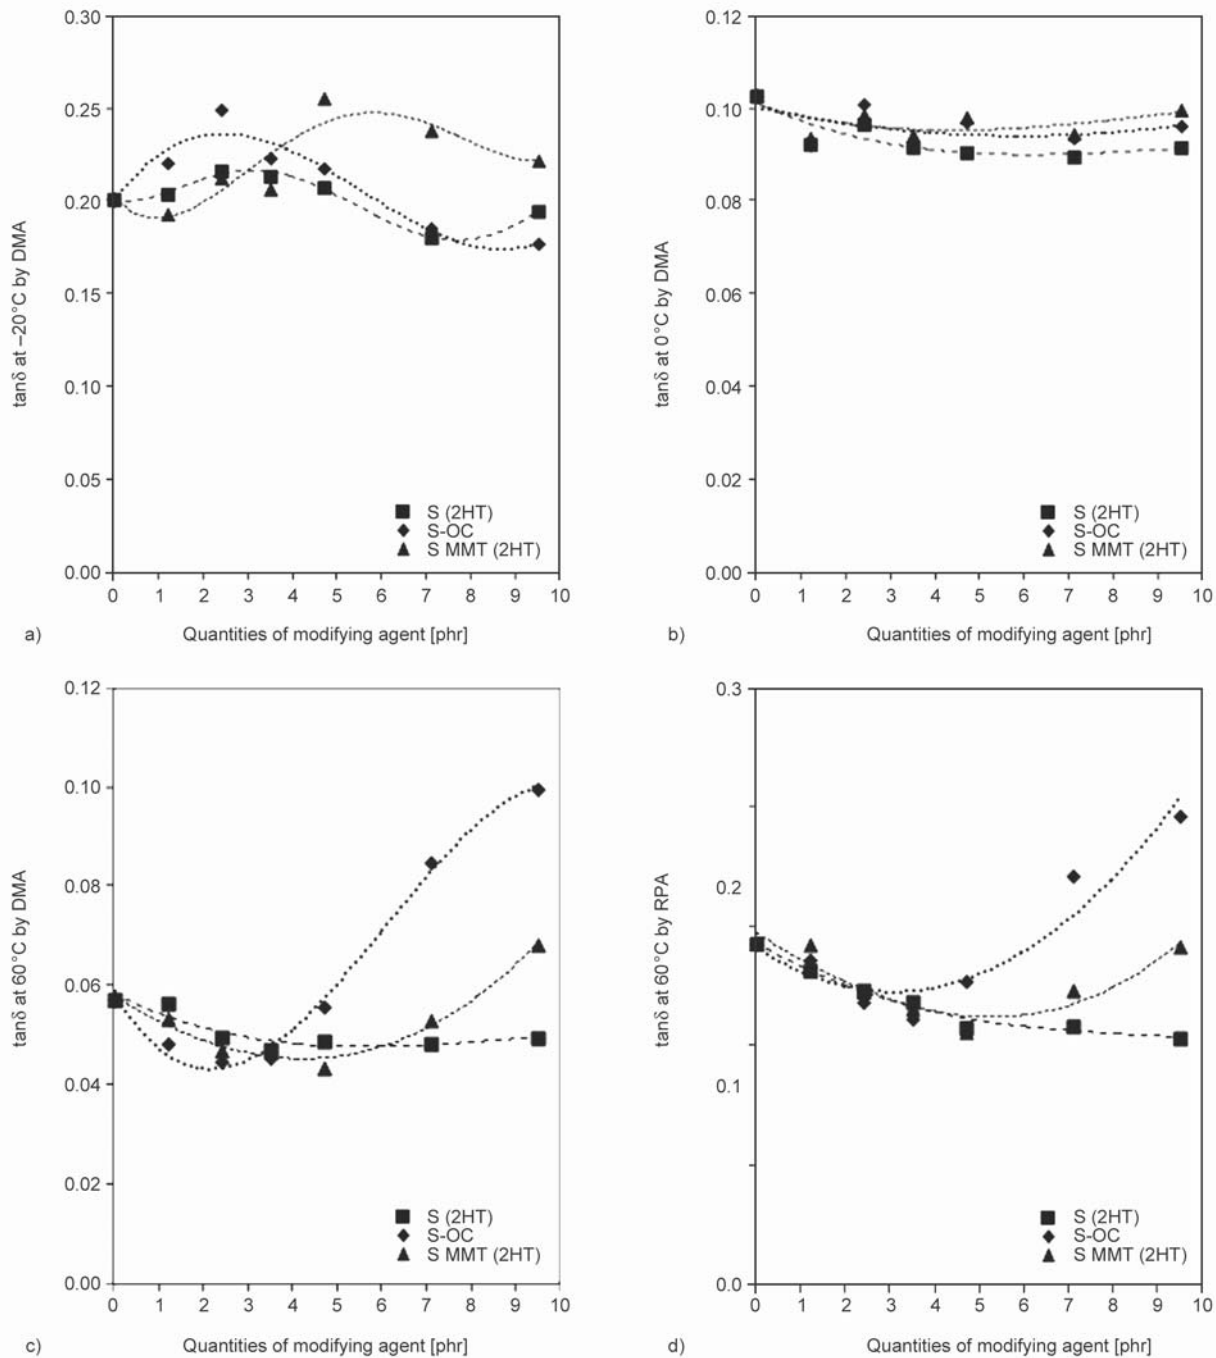 0.30
0.25
0.20
0.15
0.10
0.05
0.00
tanδ at –20°C by DMA
S (2HT)
S-OC
S MMT (2HT)
0 1 2 3 4 5 6 7 8 9 10
a) Quantities of modifying agent [phr]
0.12
0.10
0.08
0.06
0.04
0.02
0.00
tanδ at 0°C by DMA
S (2HT)
S-OC
S MMT (2HT)
0 1 2 3 4 5 6 7 8 9 10
b) Quantities of modifying agent [phr]
0.12
0.10
0.08
0.06
0.04
0.02
0.00
tanδ at 60°C by DMA
S (2HT)
S-OC
S MMT (2HT)
0 1 2 3 4 5 6 7 8 9 10
c) Quantities of modifying agent [phr]
0.3
0.2
0.1
0.0
tanδ at 60°C by RPA
S (2HT)
S-OC
S MMT (2HT)
0 1 2 3 4 5 6 7 8 9 10
d) Quantities of modifying agent [phr]